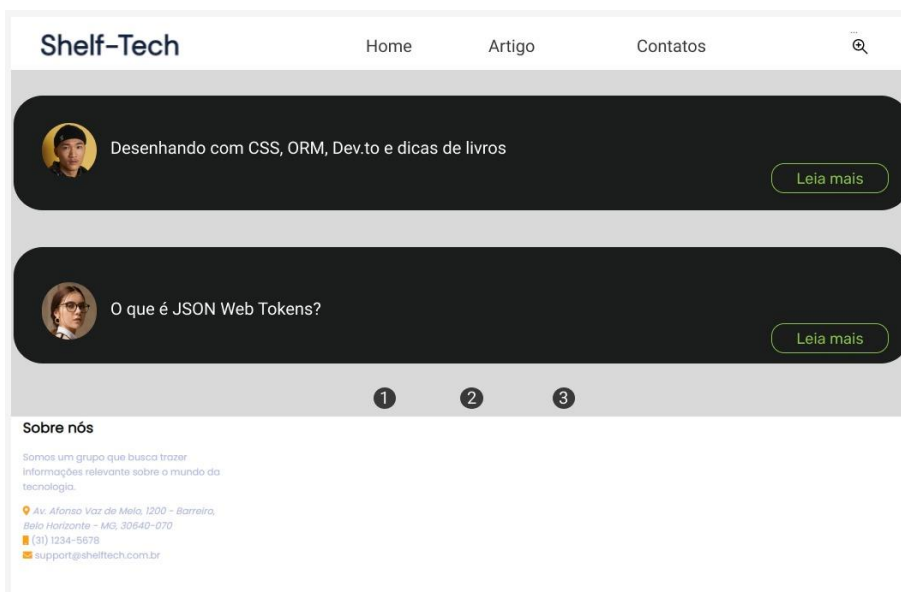 Shelf-Tech Home Artigo Contatos ...
Desenhando com CSS, ORM, Dev.to e dicas de livros
Leia mais
O que é JSON Web Tokens?
Leia mais
1 2 3
Sobre nós
Somos um grupo que busca trazer
informações relevante sobre o mundo da
tecnologia.
Av. Afonso Vaz de Melo, 1200 - Barreiro,
Belo Horizonte - MG, 30640-070
(31) 1234-5678
support@shelftech.com.br